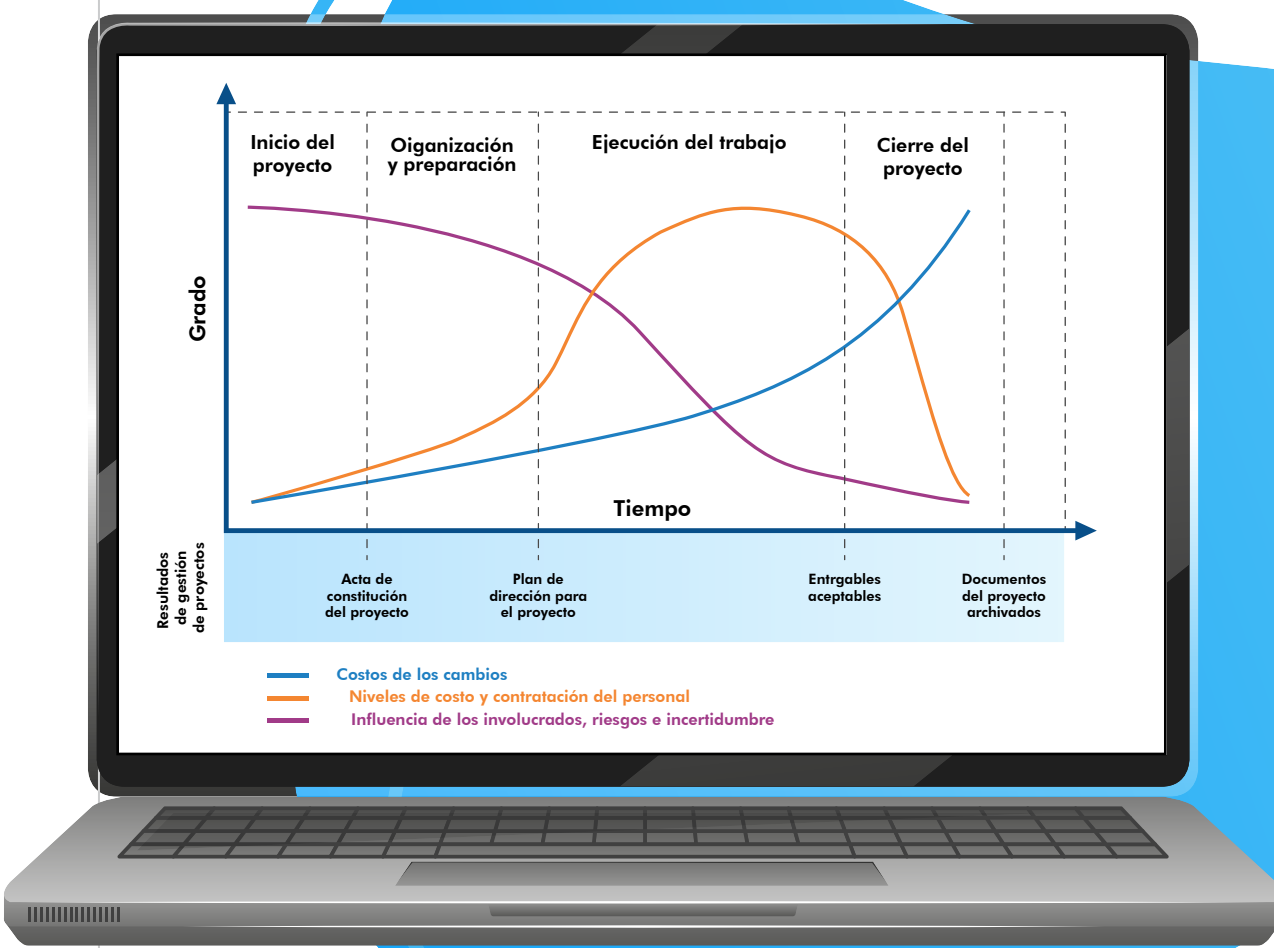 Inicio del
proyecto
Oiganización
y preparación
Ejecución del trabajo
Cierre del
proyecto
Grado
Tiempo
Resultados
de gestión
de proyectos
Acta de
constitución
del proyecto
Plan de
dirección para
el proyecto
Entrgables
aceptables
Documentos
del proyecto
archivados
Costos de los cambios
Niveles de costo y contratación del personal
Influencia de los involucrados, riesgos e incertidumbre